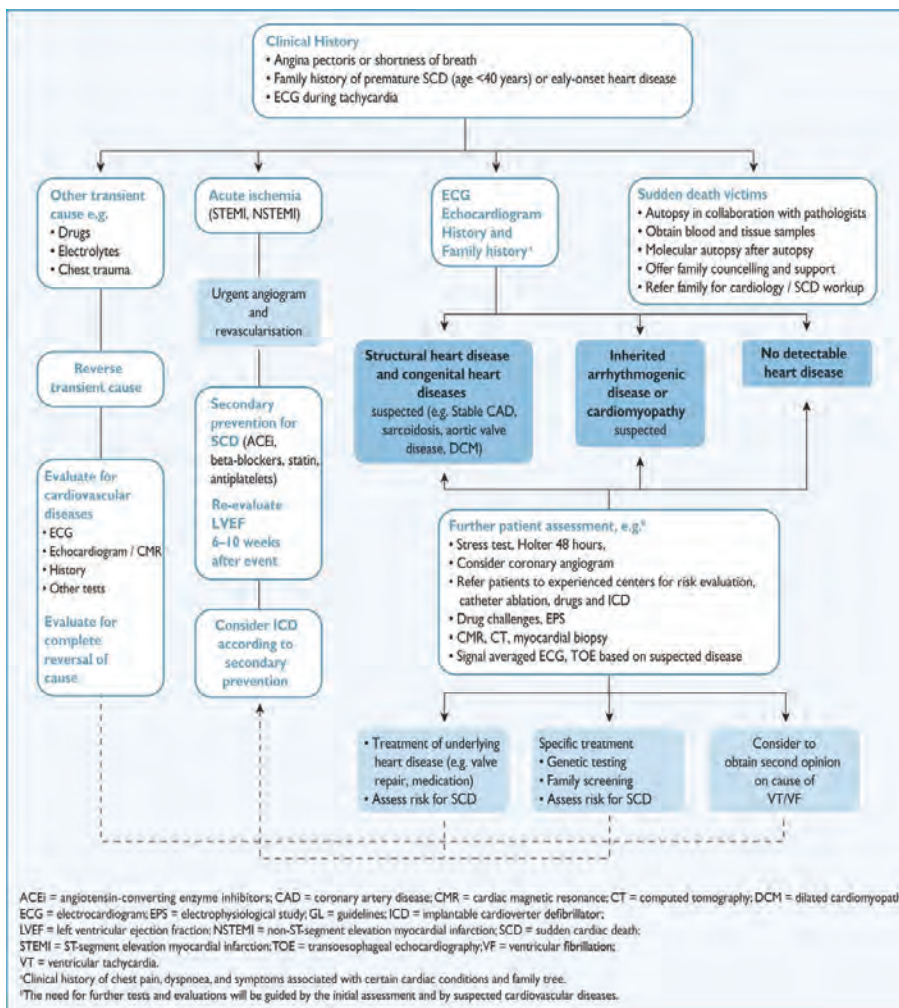 Clinical History
• Angina pectoris or shortness of breath
• Family history of premature SCD (age <40 years) or ealy-onset heart disease
• ECG during tachycardia
Other transient
cause e.g.
• Drugs
• Electrolytes
• Chest trauma
Acute ischemia
(STEMI, NSTEMI)
ECG
Echocardiogram
History and
Family historyᵃ
Sudden death victims
• Autopsy in collaboration with pathologists
• Obtain blood and tissue samples
• Molecular autopsy after autopsy
• Offer family councelling and support
• Refer family for cardiology / SCD workup
Urgent angiogram
and
revascularisation
Reverse
transient cause
Structural heart disease
and congenital heart
diseases
suspected (e.g. Stable CAD,
sarcoidosis, aortic valve
disease, DCM)
Inherited
arrhythmogenic
disease or
cardiomyopathy
suspected
No detectable
heart disease
Secondary
prevention for
SCD (ACEi,
beta-blockers, statin,
antiplatelets)
Re-evaluate
LVEF
6–10 weeks
after event
Evaluate for
cardiovascular
diseases
• ECG
• Echocardiogram / CMR
• History
• Other tests
Evaluate for
complete
reversal of
cause
Further patient assessment, e.g.ᵇ
• Stress test, Holter 48 hours,
• Consider coronary angiogram
• Refer patients to experienced centers for risk evaluation,
catheter ablation, drugs and ICD
• Drug challenges, EPS
• CMR, CT, myocardial biopsy
• Signal averaged ECG, TOE based on suspected disease
Consider ICD
according to
secondary
prevention
• Treatment of underlying
heart disease (e.g. valve
repair, medication)
• Assess risk for SCD
Specific treatment
• Genetic testing
• Family screening
• Assess risk for SCD
Consider to
obtain second opinion
on cause of
VT/VF
ACEi = angiotensin-converting enzyme inhibitors; CAD = coronary artery disease; CMR = cardiac magnetic resonance; CT = computed tomography; DCM = dilated cardiomyopath
ECG = electrocardiogram; EPS = electrophysiological study; GL = guidelines; ICD = implantable cardioverter defibrillator;
LVEF = left ventricular ejection fraction; NSTEMI = non-ST-segment elevation myocardial infarction; SCD = sudden cardiac death;
STEMI = ST-segment elevation myocardial infarction; TOE = transoesophageal echocardiography; VF = ventricular fibrillation;
VT = ventricular tachycardia.
ᵃClinical history of chest pain, dyspnoea, and symptoms associated with certain cardiac conditions and family tree.
ᵇThe need for further tests and evaluations will be guided by the initial assessment and by suspected cardiovascular diseases.